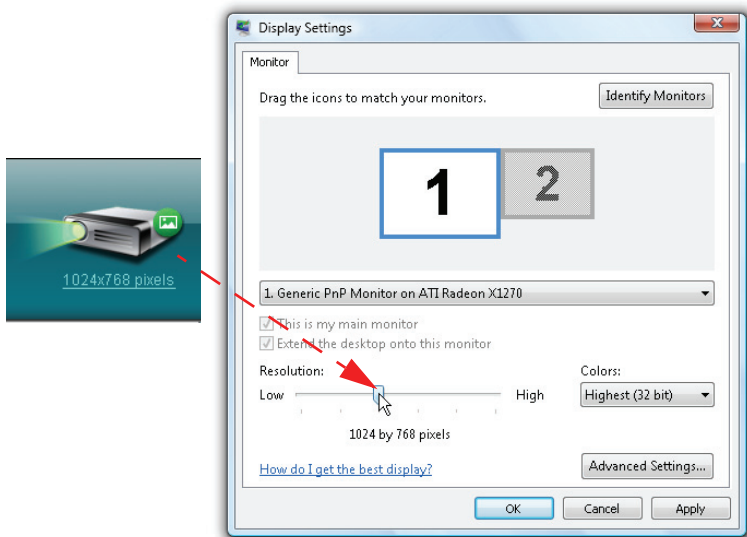 Display Settings
Monitor
Drag the icons to match your monitors.
Identify Monitors
1
2
1024x768 pixels
1. Generic PnP Monitor on ATI Radeon X1270
This is my main monitor
Extend the desktop onto this monitor
Resolution:
Colors:
Low
High
Highest (32 bit)
1024 by 768 pixels
How do I get the best display?
Advanced Settings...
OK
Cancel
Apply